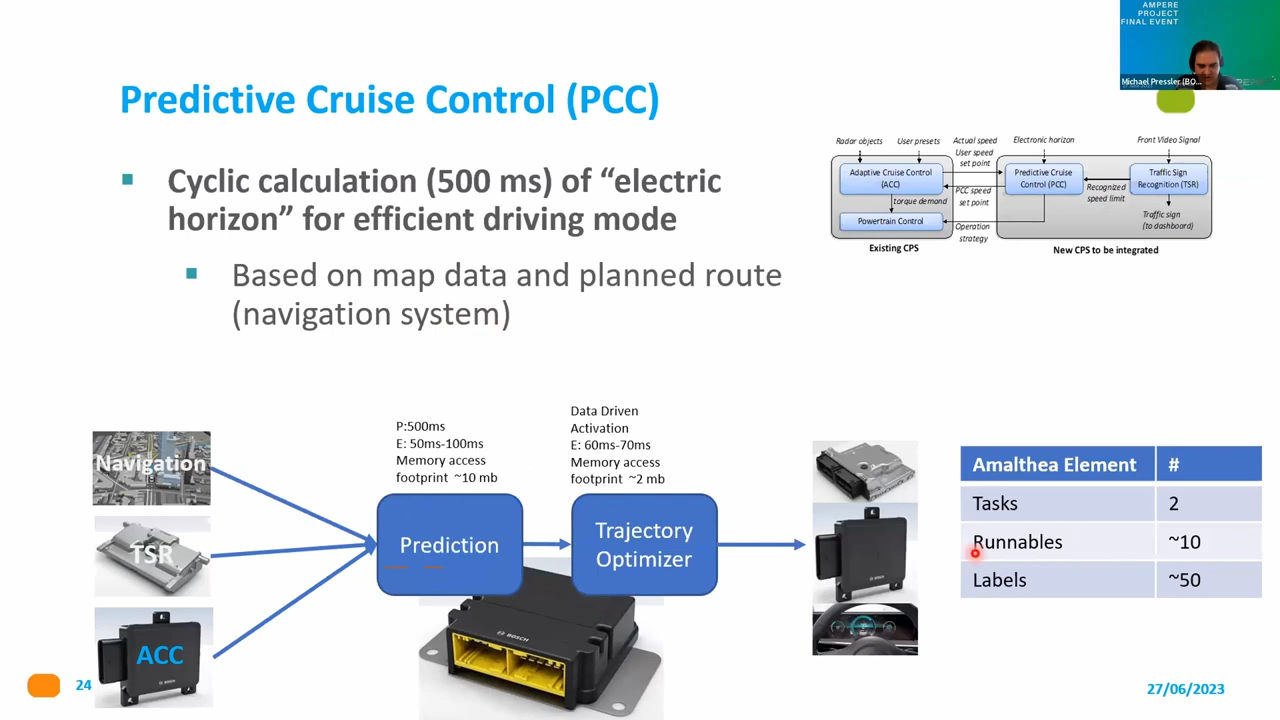 AMPERE
PROJECT
FINAL EVENT
Michael Pressler (BO...
Predictive Cruise Control (PCC)
▪ Cyclic calculation (500 ms) of “electric
horizon” for efficient driving mode
▪ Based on map data and planned route
(navigation system)
Radar objects
User presets
Actual speed
User speed
set point
Electronic horizon
Front Video Signal
Adaptive Cruise Control
(ACC)
PCC speed
set point
Predictive Cruise
Control (PCC)
Recognized
speed limit
Traffic Sign
Recognition (TSR)
torque demand
Powertrain Control
Operation
strategy
Traffic sign
(to dashboard)
Existing CPS
New CPS to be integrated
Navigation
TSR
ACC
P:500ms
E: 50ms-100ms
Memory access
footprint ~10 mb
Data Driven
Activation
E: 60ms-70ms
Memory access
footprint ~2 mb
Prediction
Trajectory
Optimizer
BOSCH
Amalthea Element #
Tasks 2
Runnables ~10
Labels ~50
24
27/06/2023